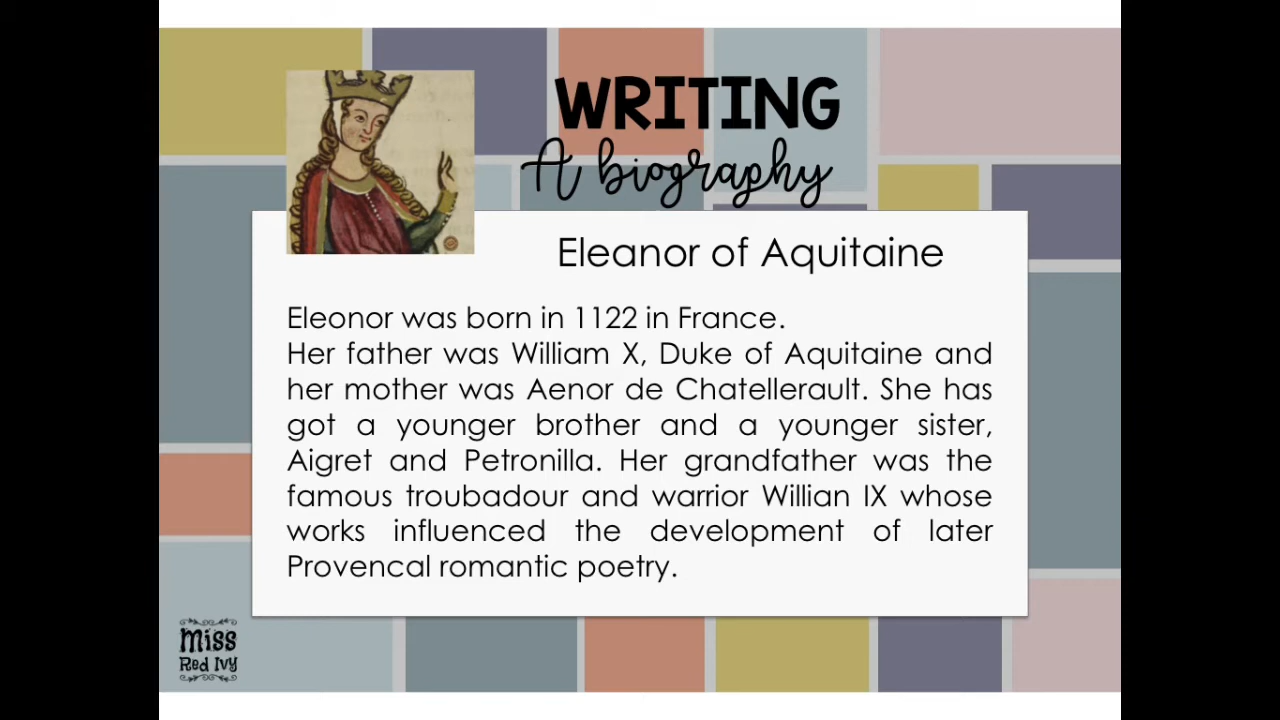 WRITING
A biography
Eleanor of Aquitaine
Eleonor was born in 1122 in France.
Her father was William X, Duke of Aquitaine and
her mother was Aenor de Chatellerault. She has
got a younger brother and a younger sister,
Aigret and Petronilla. Her grandfather was the
famous troubadour and warrior Willian IX whose
works influenced the development of later
Provencal romantic poetry.
Miss
Red Ivy